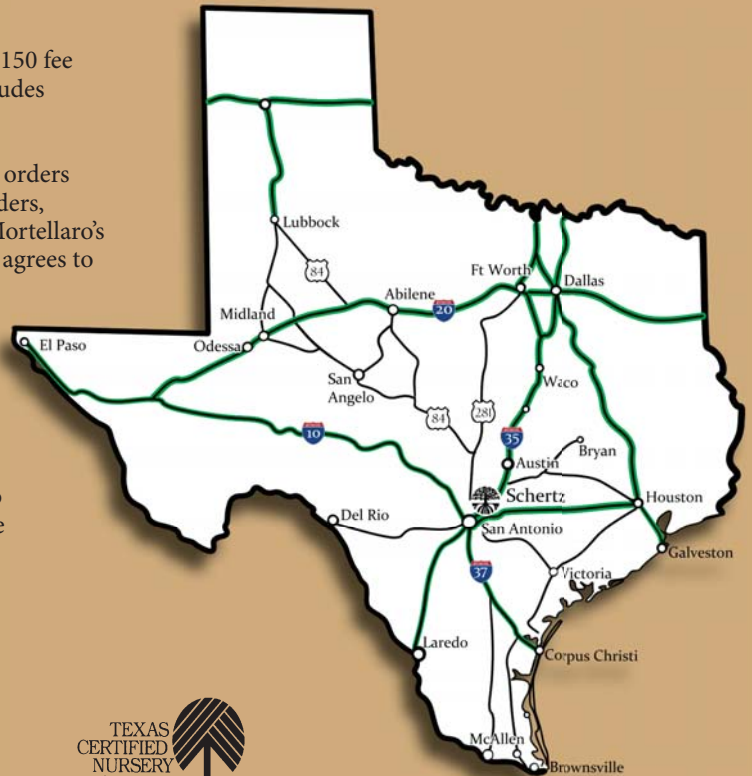 150 fee
udes
orders
ders,
Mortellaro's
agrees to
Lubbock
84
Ft Worth
Dallas
Abilene
20
Midland
Odessa
El Paso
San
Angelo
Waco
84
281
10
35
Bryan
Austin
Schertz
Houston
Del Rio
San Antonio
Galveston
37
Victoria
Laredo
Corpus Christi
McAllen
Brownsville
TEXAS
CERTIFIED
NURSERY